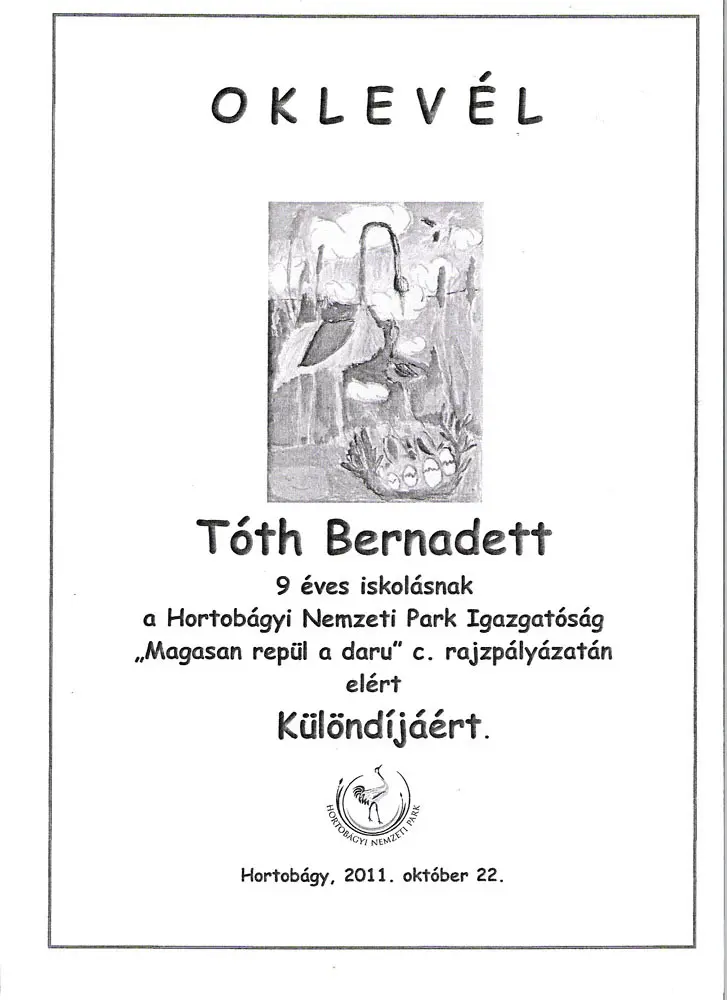 OKLEVÉL
Tóth Bernadett
9 éves iskolásnak
a Hortobágyi Nemzeti Park Igazgatóság
„Magasan repül a daru” c. rajzpályázatán
elért
Különdíjáért.
HORTOBÁGYI NEMZETI PARK
Hortobágy, 2011. október 22.